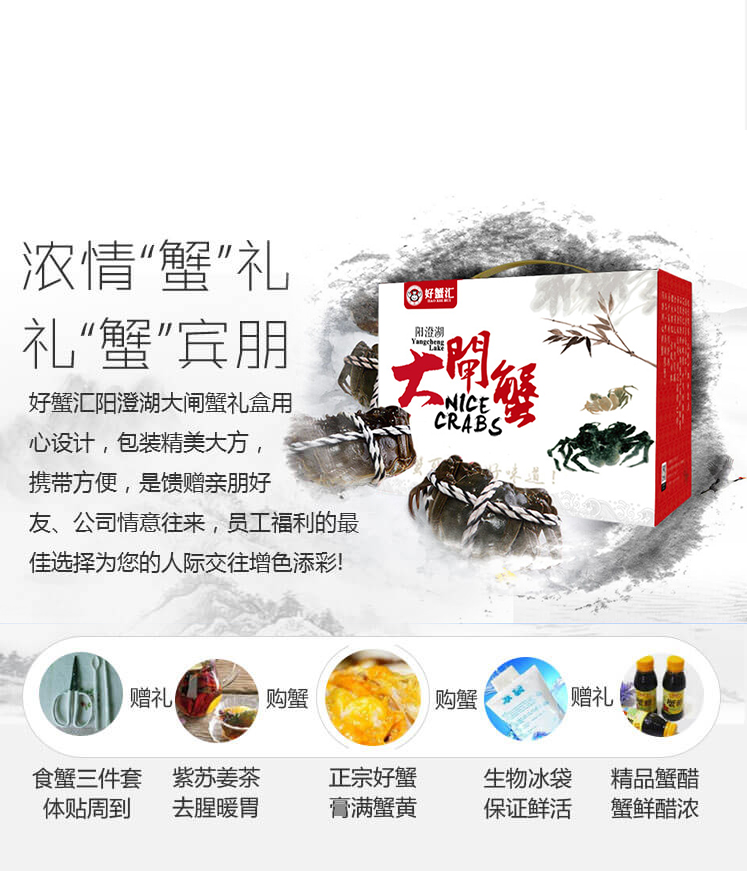 浓情“蟹”礼
礼“蟹”宾朋
好蟹汇阳澄湖大闸蟹礼盒用
心设计，包装精美大方，
携带方便，是馈赠亲朋好
友、公司情意往来，员工福利的最
佳选择为您的人际交往增色添彩!
好蟹汇
HAO XIE HUI
阳澄湖
Yangcheng
Lake
大閘蟹
NICE
CRABS
好味道!
赠礼
购蟹
购蟹
赠礼
食蟹三件套
体贴周到
紫苏姜茶
去腥暖胃
正宗好蟹
膏满蟹黄
生物冰袋
保证鲜活
精品蟹醋
蟹鲜醋浓